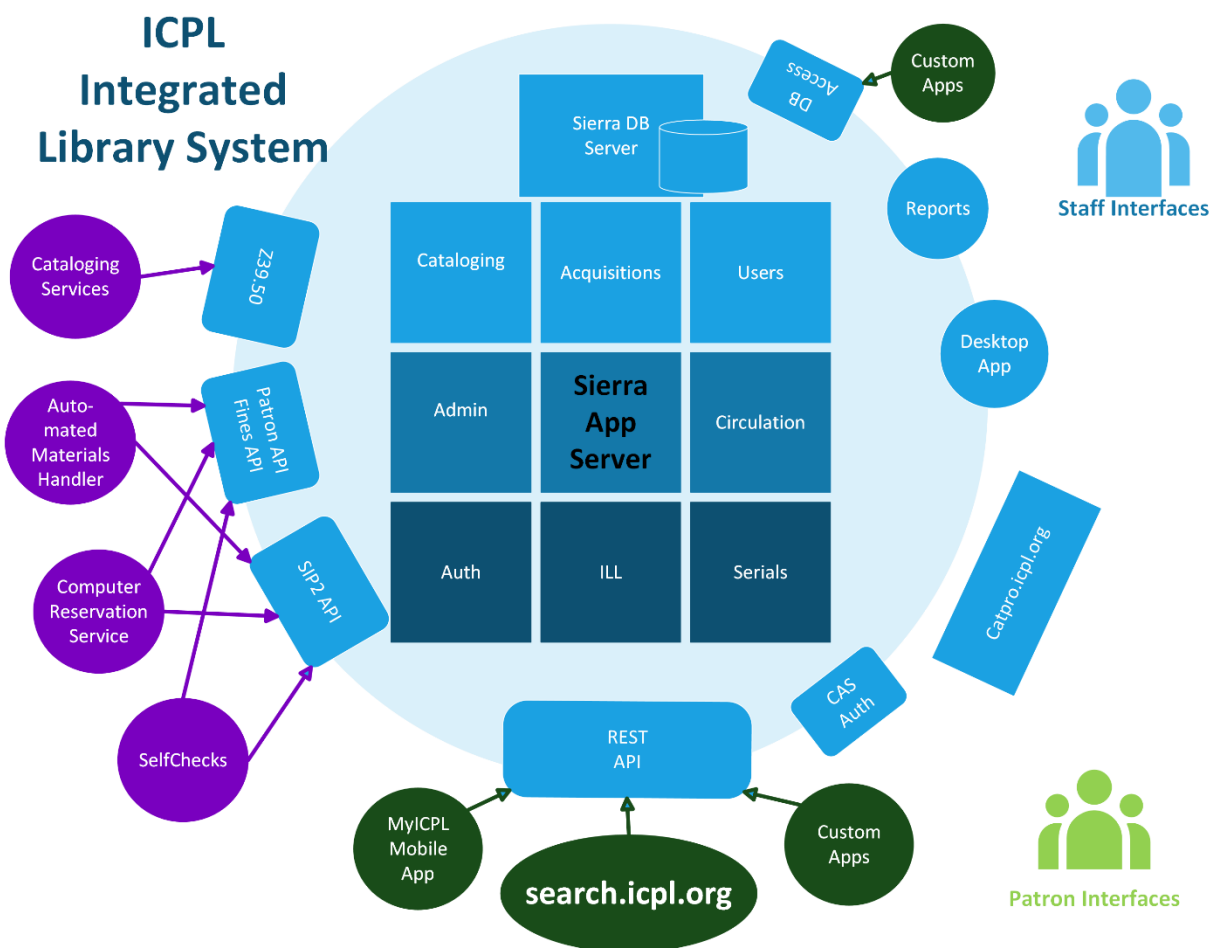 ICPL
Integrated
Library System
Sierra DB
Server
DB
Access
Custom
Apps
Staff Interfaces
Reports
Cataloging
Services
Z39.50
Cataloging
Acquisitions
Users
Desktop
App
Auto-
mated
Materials
Handler
Patron API
Fines API
Admin
Sierra
App
Server
Circulation
Computer
Reservation
Service
SIP2 API
Auth
ILL
Serials
Catpro.icpl.org
SelfChecks
CAS
Auth
REST
API
MyICPL
Mobile
App
search.icpl.org
Custom
Apps
Patron Interfaces